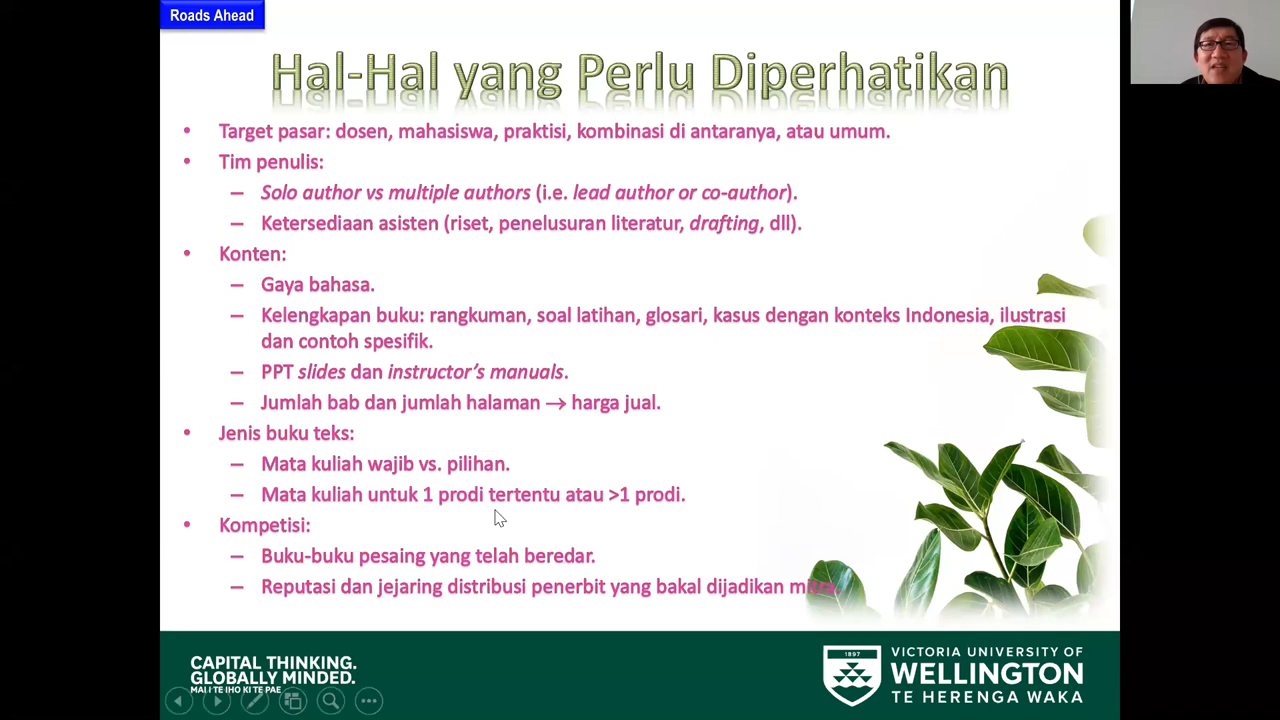 Roads Ahead
Hal-Hal yang Perlu Diperhatikan
• Target pasar: dosen, mahasiswa, praktisi, kombinasi di antaranya, atau umum.
• Tim penulis:
– Solo author vs multiple authors (i.e. lead author or co-author).
– Ketersediaan asisten (riset, penelusuran literatur, drafting, dll).
• Konten:
– Gaya bahasa.
– Kelengkapan buku: rangkuman, soal latihan, glosari, kasus dengan konteks Indonesia, ilustrasi
dan contoh spesifik.
– PPT slides dan instructor’s manuals.
– Jumlah bab dan jumlah halaman → harga jual.
• Jenis buku teks:
– Mata kuliah wajib vs. pilihan.
– Mata kuliah untuk 1 prodi tertentu atau >1 prodi.
• Kompetisi:
– Buku-buku pesaing yang telah beredar.
– Reputasi dan jejaring distribusi penerbit yang bakal dijadikan mitra.
CAPITAL THINKING.
GLOBALLY MINDED.
MAI I TE IHO KI TE PAE
1897
VICTORIA UNIVERSITY OF
WELLINGTON
TE HERENGA WAKA